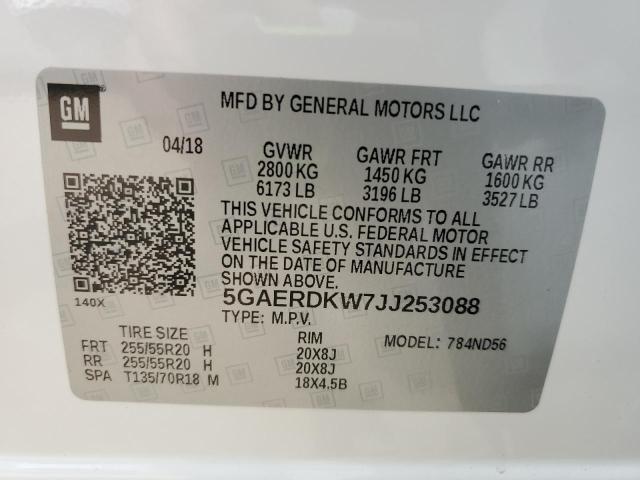 GM
MFD BY GENERAL MOTORS LLC
04/18
GVWR GAWR FRT GAWR RR
2800 KG 1450 KG 1600 KG
6173 LB 3196 LB 3527 LB
THIS VEHICLE CONFORMS TO ALL
APPLICABLE U.S. FEDERAL MOTOR
VEHICLE SAFETY STANDARDS IN EFFECT
ON THE DATE OF MANUFACTURE
SHOWN ABOVE.
140X
5GAERDKW7JJ253088
TYPE: M.P.V. MODEL: 784ND56
TIRE SIZE RIM
FRT 255/55R20 H 20X8J
RR 255/55R20 H 20X8J
SPA T135/70R18 M 18X4.5B